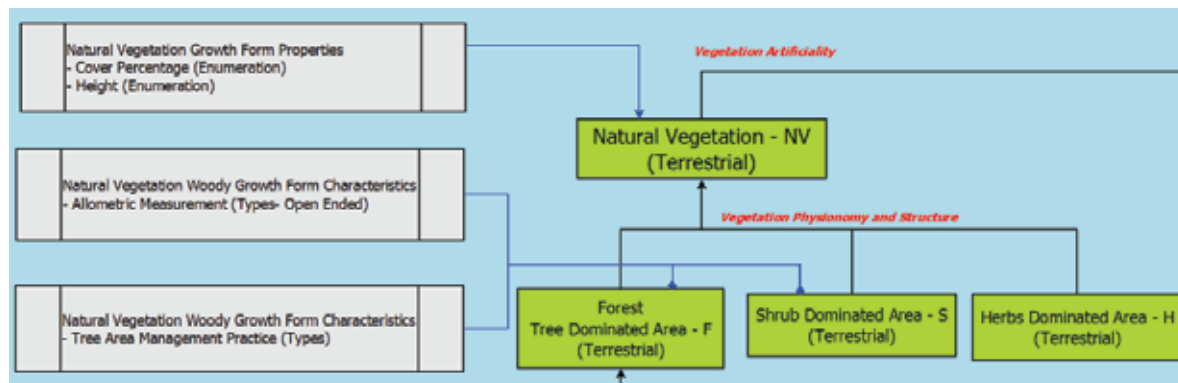 Natural Vegetation Growth Form Properties
- Cover Percentage (Enumeration)
- Height (Enumeration)
Vegetation Artificiality
Natural Vegetation - NV
(Terrestrial)
Natural Vegetation Woody Growth Form Characteristics
- Allometric Measurement (Types- Open Ended)
Vegetation Physionomy and Structure
Natural Vegetation Woody Growth Form Characteristics
- Tree Area Management Practice (Types)
Forest
Tree Dominated Area - F
(Terrestrial)
Shrub Dominated Area - S
(Terrestrial)
Herbs Dominated Area - H
(Terrestrial)